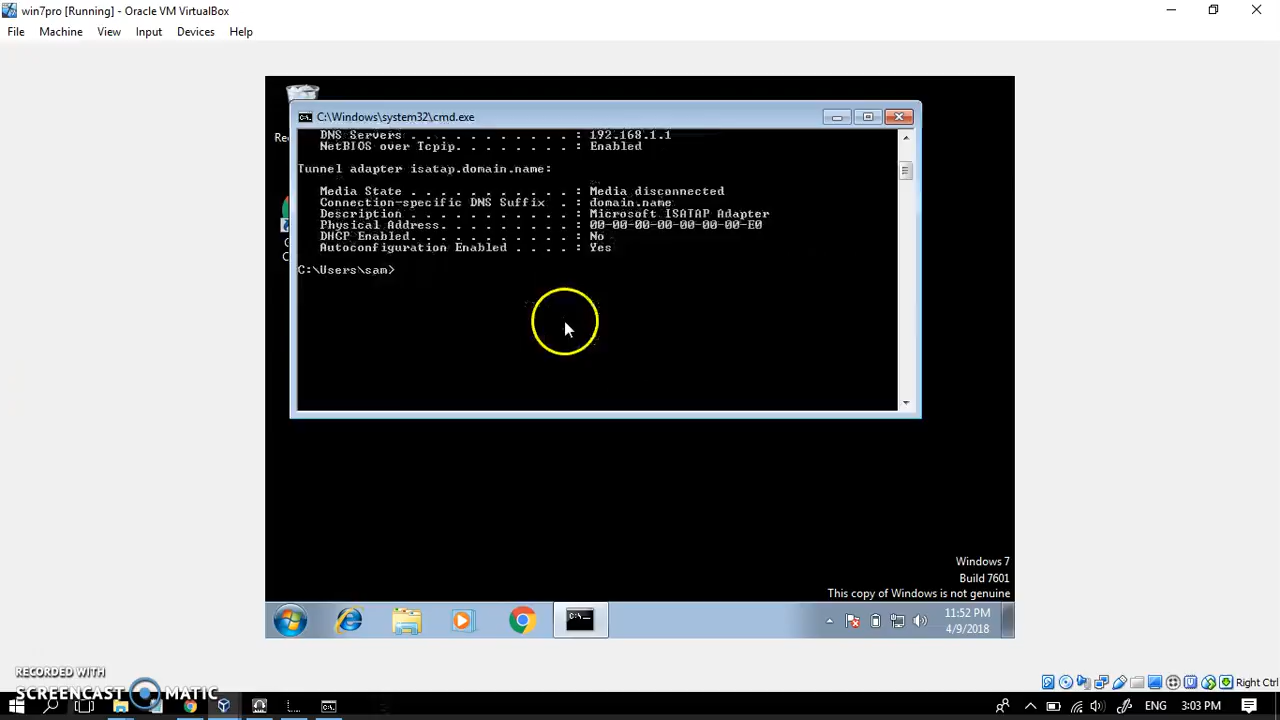 win7pro [Running] - Oracle VM VirtualBox
File Machine View Input Devices Help
C:\Windows\system32\cmd.exe
DNS Servers . . . . . . . . . . . : 192.168.1.1
NetBIOS over Tcpip. . . . . . . . : Enabled
Tunnel adapter isatap.domain.name:
Media State . . . . . . . . . . . : Media disconnected
Connection-specific DNS Suffix  . : domain.name
Description . . . . . . . . . . . : Microsoft ISATAP Adapter
Physical Address. . . . . . . . . : 00-00-00-00-00-00-00-E0
DHCP Enabled. . . . . . . . . . . : No
Autoconfiguration Enabled . . . . : Yes
C:\Users\sam>
Windows 7
Build 7601
This copy of Windows is not genuine
11:52 PM
4/9/2018
Right Ctrl
RECORDED WITH
SCREENCAST MATIC
ENG 3:03 PM